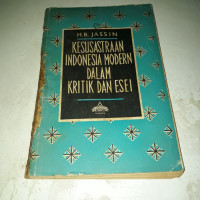 H.B. JASSIN
KESUSASTRAAN
INDONESIA MODERN
DALAM
KRITIK DAN ESEI